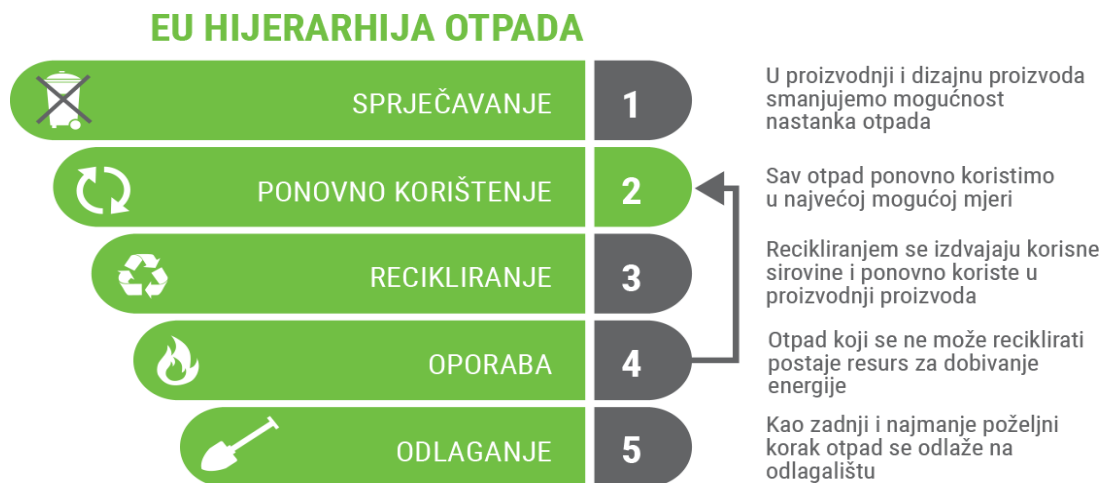 EU HIJERARHIJA OTPADA
SPRJEČAVANJE 1
U proizvodnji i dizajnu proizvoda
smanjujemo mogućnost
nastanka otpada
PONOVNO KORIŠTENJE 2
Sav otpad ponovno koristimo
u najvećoj mogućoj mjeri
RECIKLIRANJE 3
Recikliranjem se izdvajaju korisne
sirovine i ponovno koriste u
proizvodnji proizvoda
OPORABA 4
Otpad koji se ne može reciklirati
postaje resurs za dobivanje
energije
ODLAGANJE 5
Kao zadnji i najmanje poželjni
korak otpad se odlaže na
odlagalištu